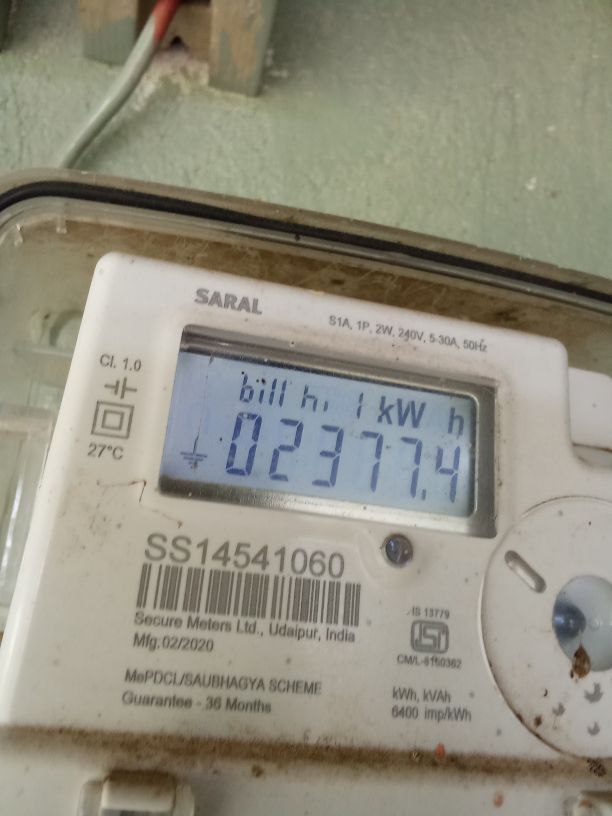 SARAL
S1A, 1P, 2W, 240V, 5-30A, 50Hz
Cl. 1.0
27°C
bill hi 1 kW h
02377.4
SS14541060
Secure Meters Ltd., Udaipur, India
Mfg.02/2020
MePDCL/SAUBHAGYA SCHEME
Guarantee - 36 Months
IS 13779
CM/L-8160362
kWh, kVAh
6400 imp/kWh